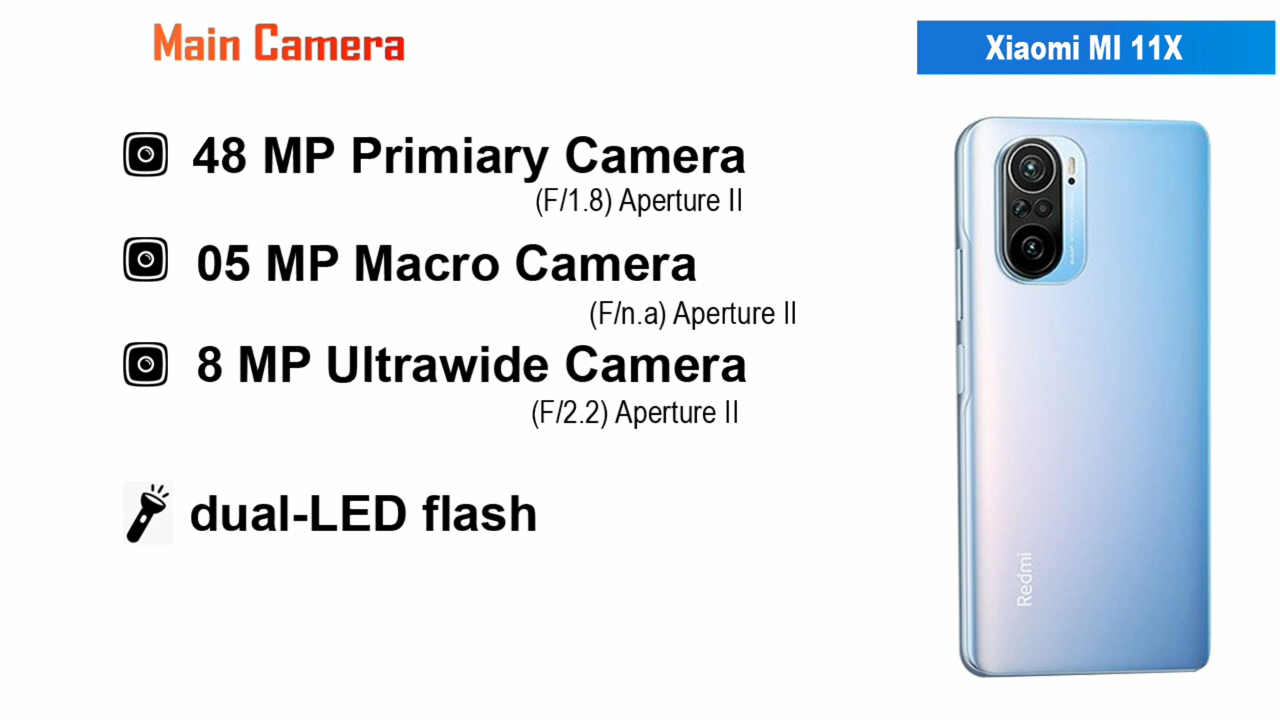 Main Camera
Xiaomi MI 11X
48 MP Primiary Camera
(F/1.8) Aperture II
05 MP Macro Camera
(F/n.a) Aperture II
8 MP Ultrawide Camera
(F/2.2) Aperture II
dual-LED flash
Redmi